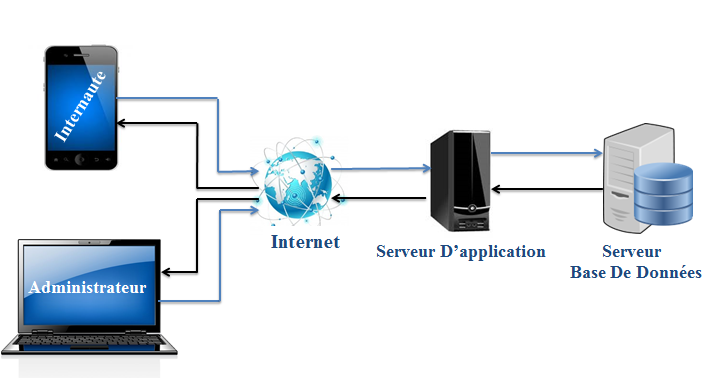 Internaute
Internet
Serveur D’application
Serveur
Base De Données
Administrateur